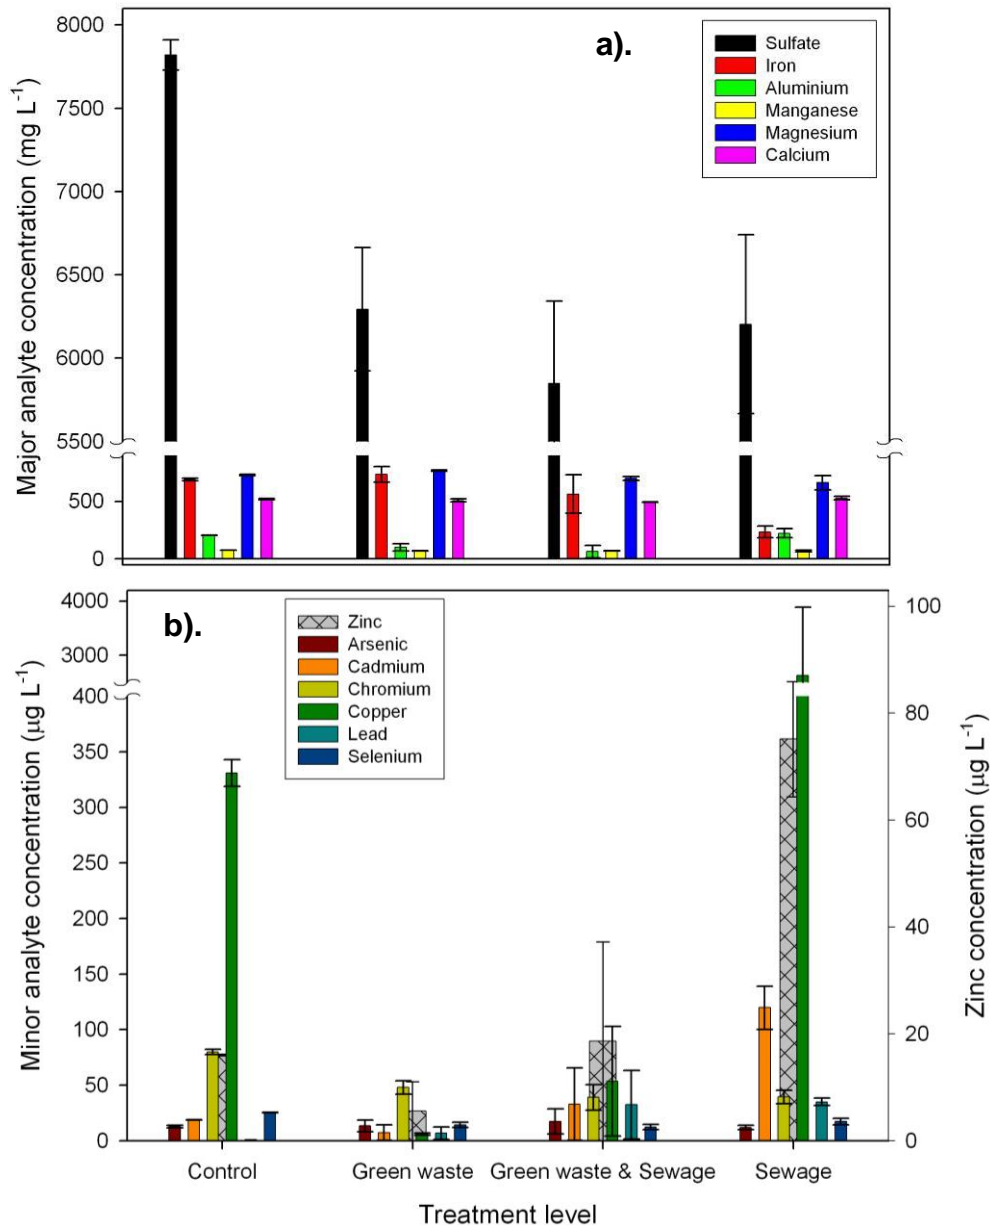 a).
Sulfate
Iron
Aluminium
Manganese
Magnesium
Calcium
Major analyte concentration (mg L⁻¹)
8000
7500
7000
6500
6000
5500
500
0
b).
Zinc
Arsenic
Cadmium
Chromium
Copper
Lead
Selenium
Minor analyte concentration (µg L⁻¹)
4000
3000
400
350
300
250
200
150
100
50
0
100
80
60
40
20
0
Zinc concentration (µg L⁻¹)
Control
Green waste
Green waste & Sewage
Sewage
Treatment level